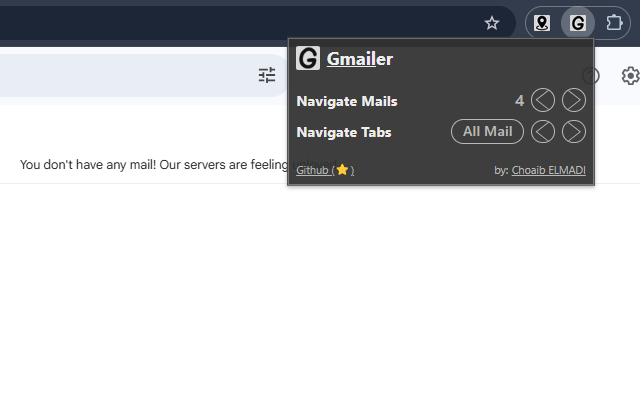 Gmailer
Navigate Mails 4
Navigate Tabs All Mail
You don't have any mail! Our servers are feeling
Github (⭐) by: Choaib ELMADI